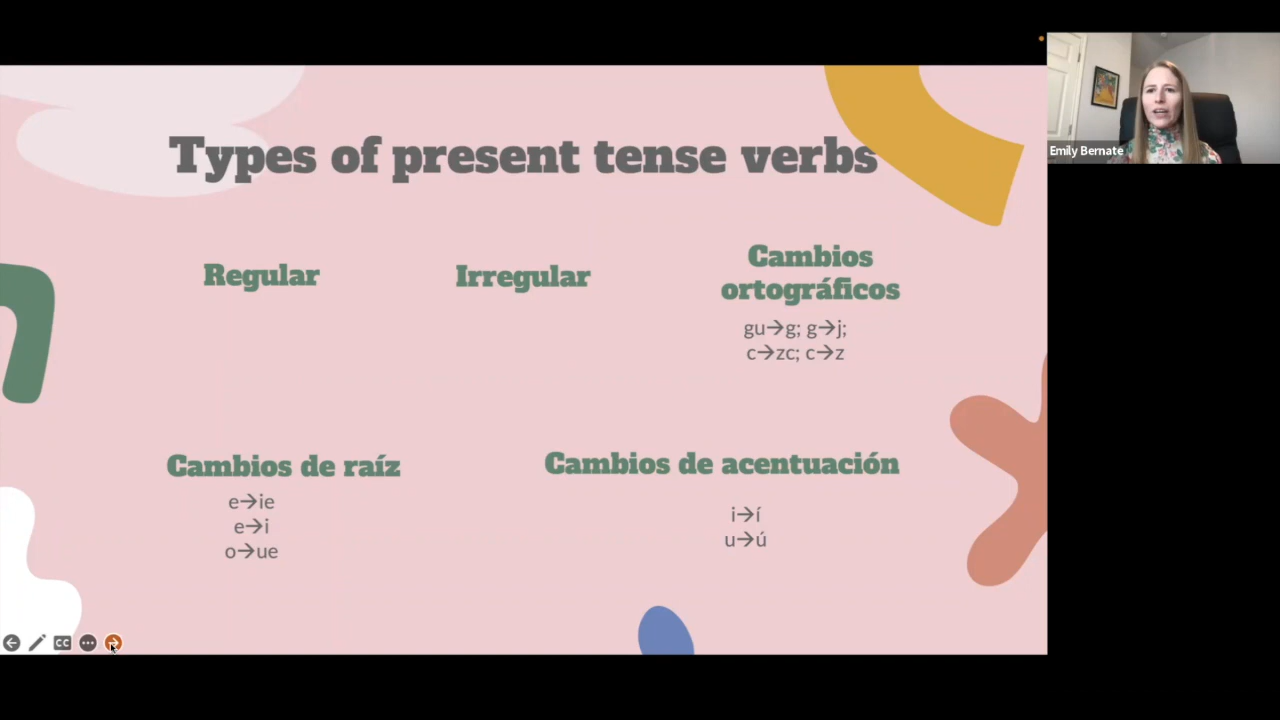 Types of present tense verbs
Emily Bernate
Regular
Irregular
Cambios
ortográficos
gu→g; g→j;
c→zc; c→z
Cambios de raíz
e→ie
e→i
o→ue
Cambios de acentuación
i→í
u→ú
CC